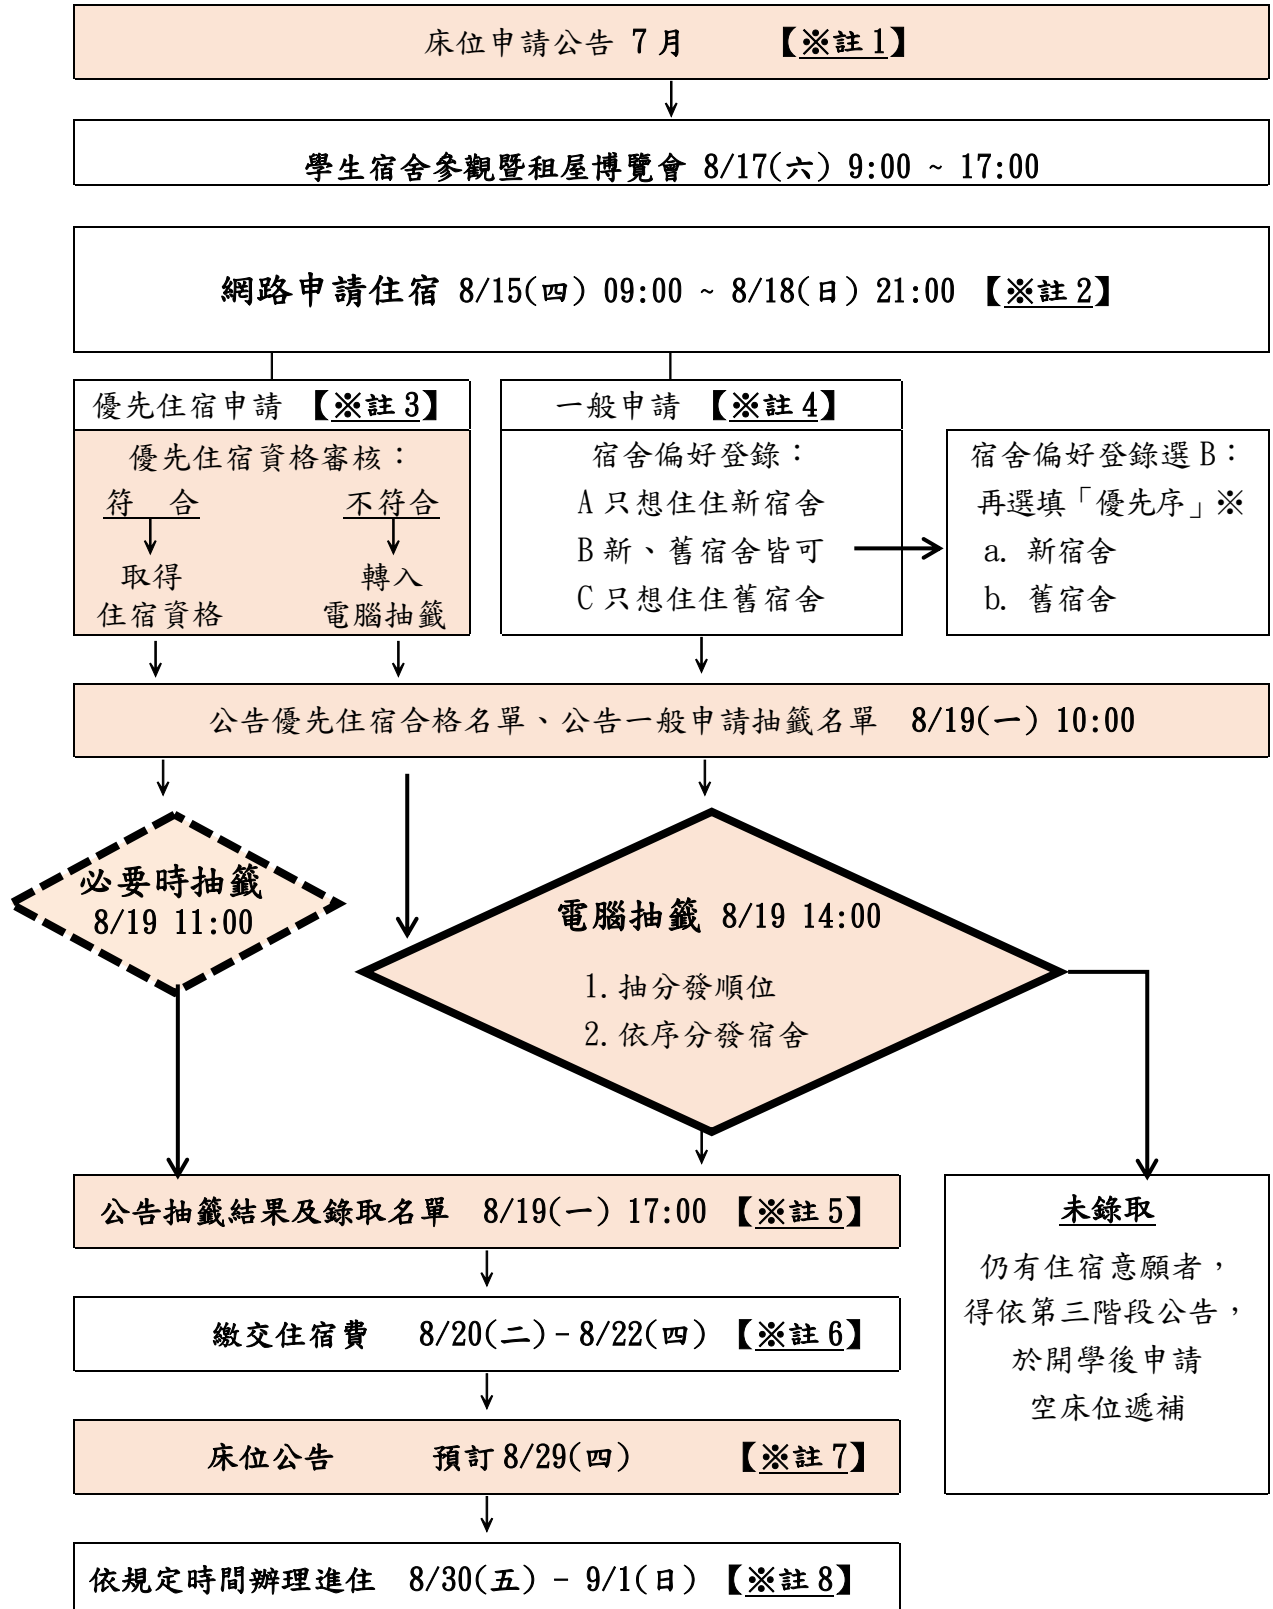 床位申請公告 7月 【※註1】
學生宿舍參觀暨租屋博覽會 8/17(六) 9:00 ~ 17:00
網路申請住宿 8/15(四) 09:00 ~ 8/18(日) 21:00 【※註2】
優先住宿申請 【※註3】
優先住宿資格審核：
符 合
不符合
取得
住宿資格
轉入
電腦抽籤
一般申請 【※註4】
宿舍偏好登錄：
A 只想住住新宿舍
B 新、舊宿舍皆可
C 只想住住舊宿舍
宿舍偏好登錄選 B：
再選填「優先序」※
a. 新宿舍
b. 舊宿舍
公告優先住宿合格名單、公告一般申請抽籤名單 8/19(一) 10:00
必要時抽籤
8/19 11:00
電腦抽籤 8/19 14:00
1. 抽分發順位
2. 依序分發宿舍
公告抽籤結果及錄取名單 8/19(一) 17:00 【※註5】
繳交住宿費 8/20(二)-8/22(四) 【※註6】
床位公告 預訂8/29(四) 【※註7】
依規定時間辦理進住 8/30(五) - 9/1(日) 【※註8】
未錄取
仍有住宿意願者，
得依第三階段公告，
於開學後申請
空床位遞補